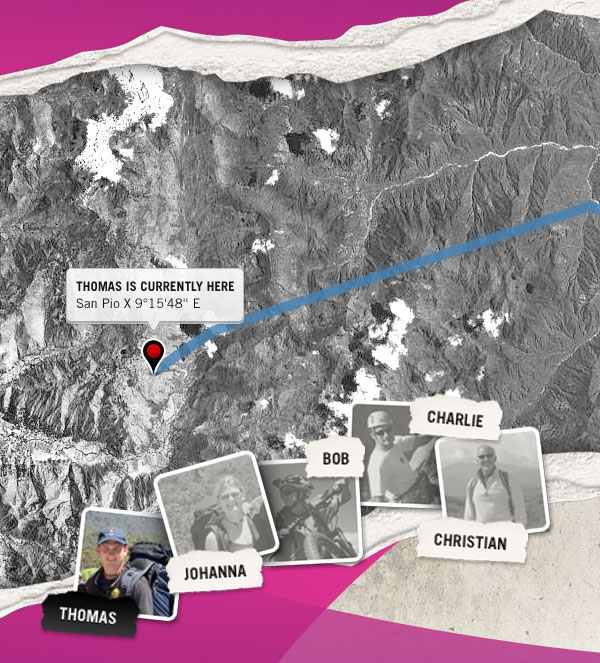 THOMAS IS CURRENTLY HERE
San Pio X 9°15'48" E
CHARLIE
BOB
CHRISTIAN
JOHANNA
THOMAS